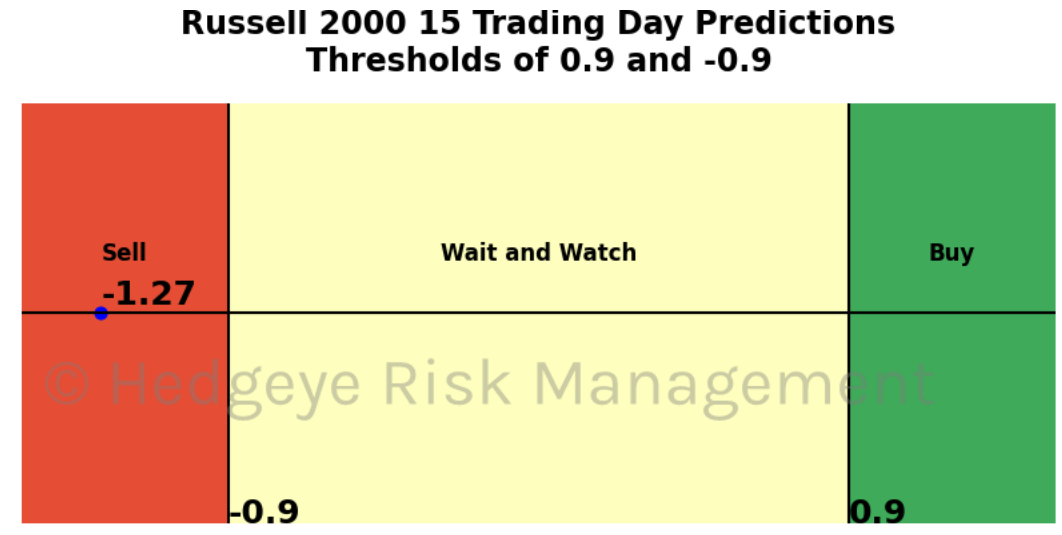 Russell 2000 15 Trading Day Predictions
Thresholds of 0.9 and -0.9
Sell
Wait and Watch
Buy
-1.27
© Hedgeye Risk Management
-0.9
0.9